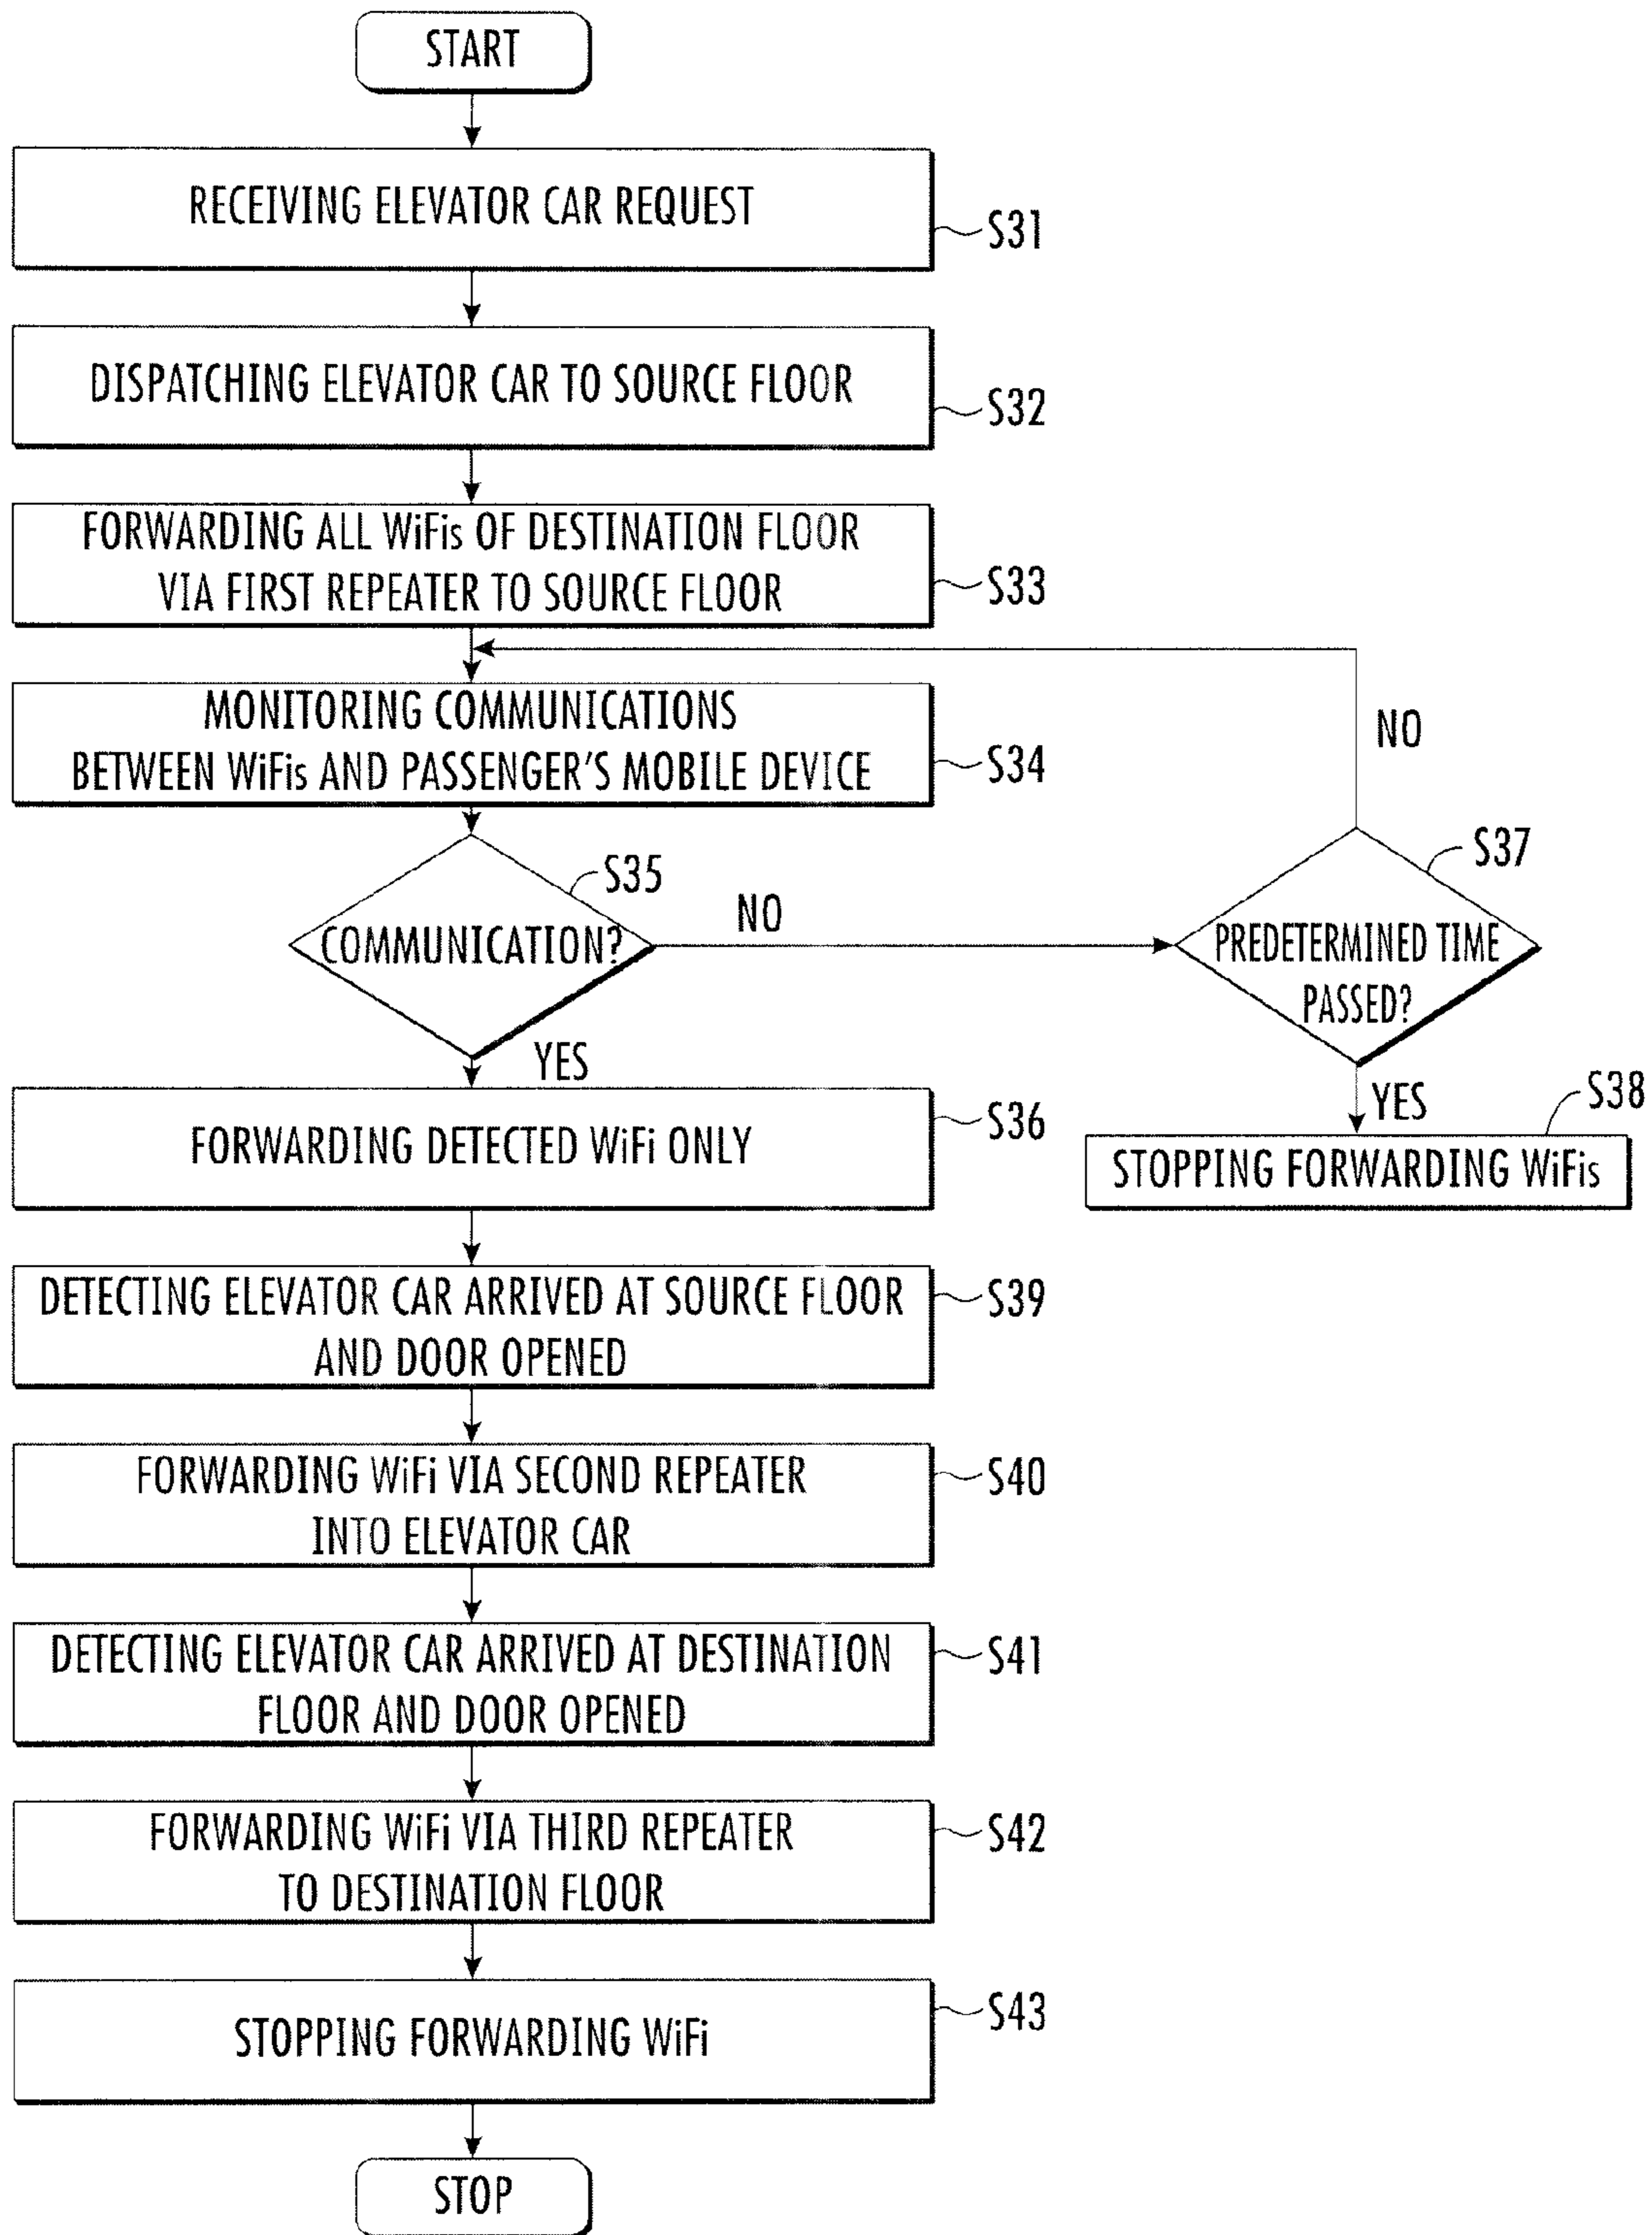 START
RECEIVING ELEVATOR CAR REQUEST
S31
DISPATCHING ELEVATOR CAR TO SOURCE FLOOR
S32
FORWARDING ALL WiFis OF DESTINATION FLOOR
VIA FIRST REPEATER TO SOURCE FLOOR
S33
MONITORING COMMUNICATIONS
BETWEEN WiFis AND PASSENGER'S MOBILE DEVICE
S34
NO
COMMUNICATION?
S35
NO
PREDETERMINED TIME
PASSED?
S37
YES
YES
FORWARDING DETECTED WiFi ONLY
S36
STOPPING FORWARDING WiFis
S38
DETECTING ELEVATOR CAR ARRIVED AT SOURCE FLOOR
AND DOOR OPENED
S39
FORWARDING WiFi VIA SECOND REPEATER
INTO ELEVATOR CAR
S40
DETECTING ELEVATOR CAR ARRIVED AT DESTINATION
FLOOR AND DOOR OPENED
S41
FORWARDING WiFi VIA THIRD REPEATER
TO DESTINATION FLOOR
S42
STOPPING FORWARDING WiFi
S43
STOP